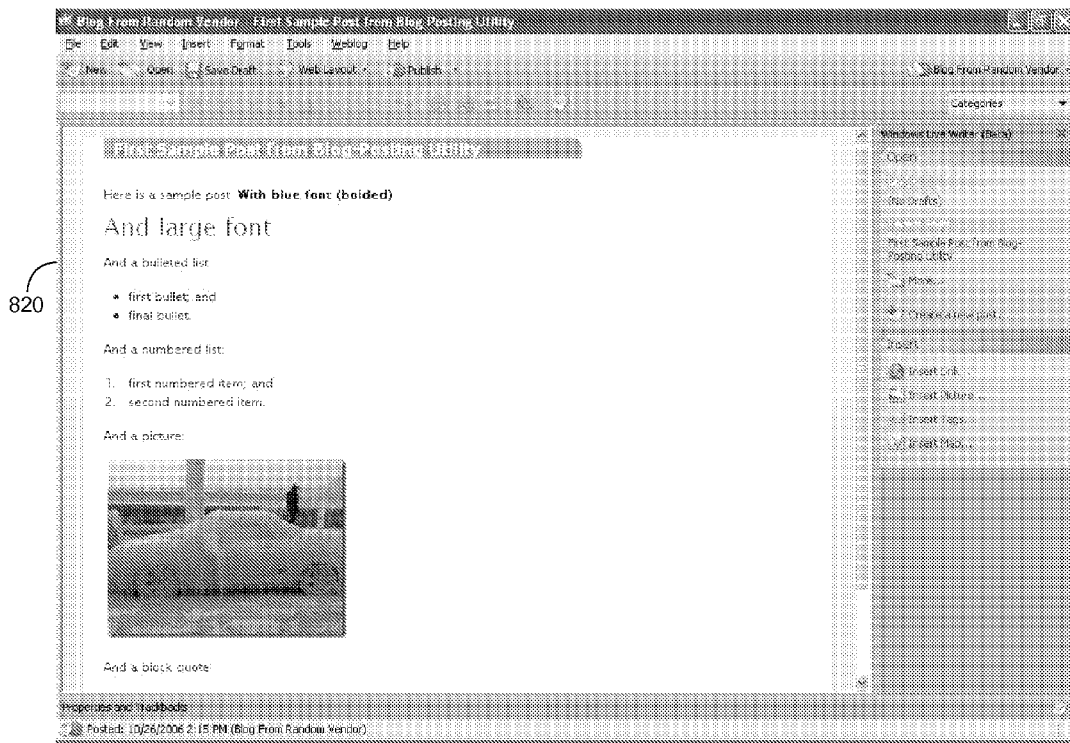 Blog From Random Vendor - First Sample Post from Blog-Posting Utility
File Edit View Insert Format Tools Weblog Help
New Open Save Draft Web Layout Publish Blog From Random Vendor
Categories
Windows Live Writer (Beta)
First Sample Post from Blog-Posting Utility
Open
Here is a sample post. With blue font (bolded)
(No Drafts)
And large font
First Sample Post from Blog-
Posting Utility
And a bulleted list
More...
820
first bullet; and
final bullet.
Create a new post
And a numbered list:
Insert
1. first numbered item; and
Insert Link...
2. second numbered item.
Insert Picture...
Insert Tags...
And a picture:
Insert Map...
And a block quote:
Properties and Trackbacks
Posted: 10/26/2006 2:15 PM (Blog From Random Vendor)